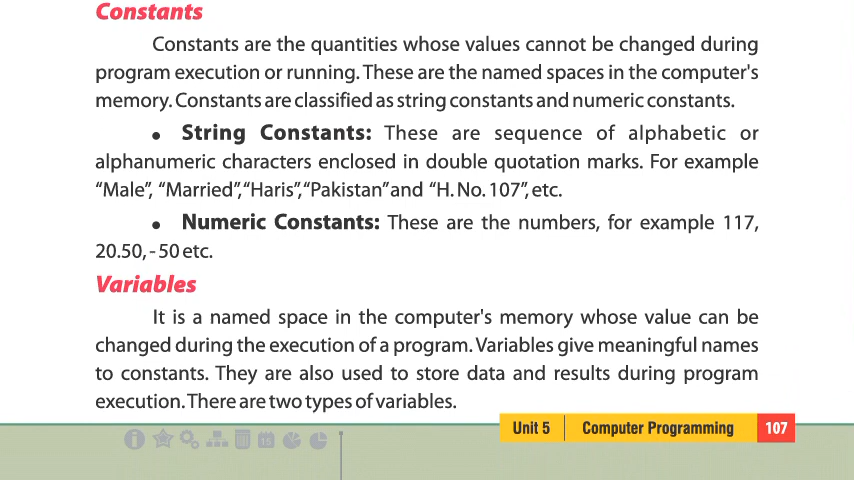 Constants
Constants are the quantities whose values cannot be changed during
program execution or running. These are the named spaces in the computer's
memory. Constants are classified as string constants and numeric constants.
• String Constants: These are sequence of alphabetic or
alphanumeric characters enclosed in double quotation marks. For example
“Male”, “Married”, “Haris”, “Pakistan” and “H. No. 107”, etc.
• Numeric Constants: These are the numbers, for example 117,
20.50, - 50 etc.
Variables
It is a named space in the computer's memory whose value can be
changed during the execution of a program. Variables give meaningful names
to constants. They are also used to store data and results during program
execution. There are two types of variables.
Unit 5 Computer Programming 107